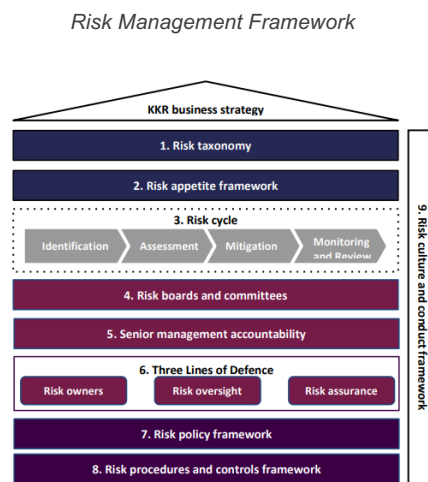 Risk Management Framework
KKR business strategy
1. Risk taxonomy
2. Risk appetite framework
3. Risk cycle
Identification
Assessment
Mitigation
Monitoring
and Review
4. Risk boards and committees
5. Senior management accountability
6. Three Lines of Defence
Risk owners
Risk oversight
Risk assurance
7. Risk policy framework
8. Risk procedures and controls framework
9. Risk culture and conduct framework